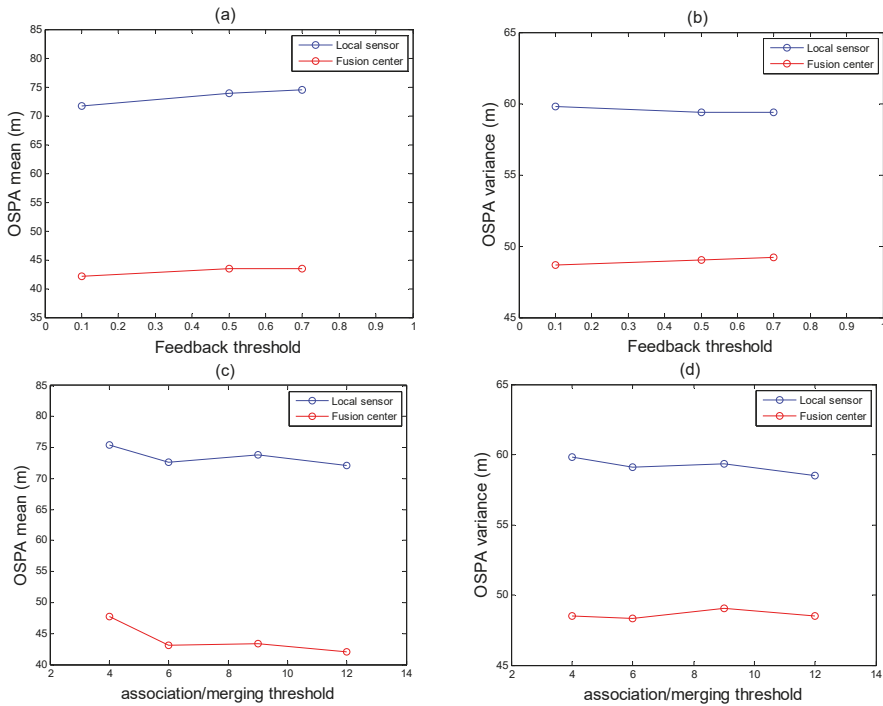 (a)
85
80
75
70
65
60
55
50
45
40
35
OSPA mean (m)
Local sensor
Fusion center
0 0.1 0.2 0.3 0.4 0.5 0.6 0.7 0.8 0.9 1
Feedback threshold
(b)
65
60
55
50
45
OSPA variance (m)
Local sensor
Fusion center
0 0.1 0.2 0.3 0.4 0.5 0.6 0.7 0.8 0.9 1
Feedback threshold
(c)
85
80
75
70
65
60
55
50
45
40
OSPA mean (m)
Local sensor
Fusion center
2 4 6 8 10 12 14
association/merging threshold
(d)
65
60
55
50
45
OSPA variance (m)
Local sensor
Fusion center
2 4 6 8 10 12 14
association/merging threshold